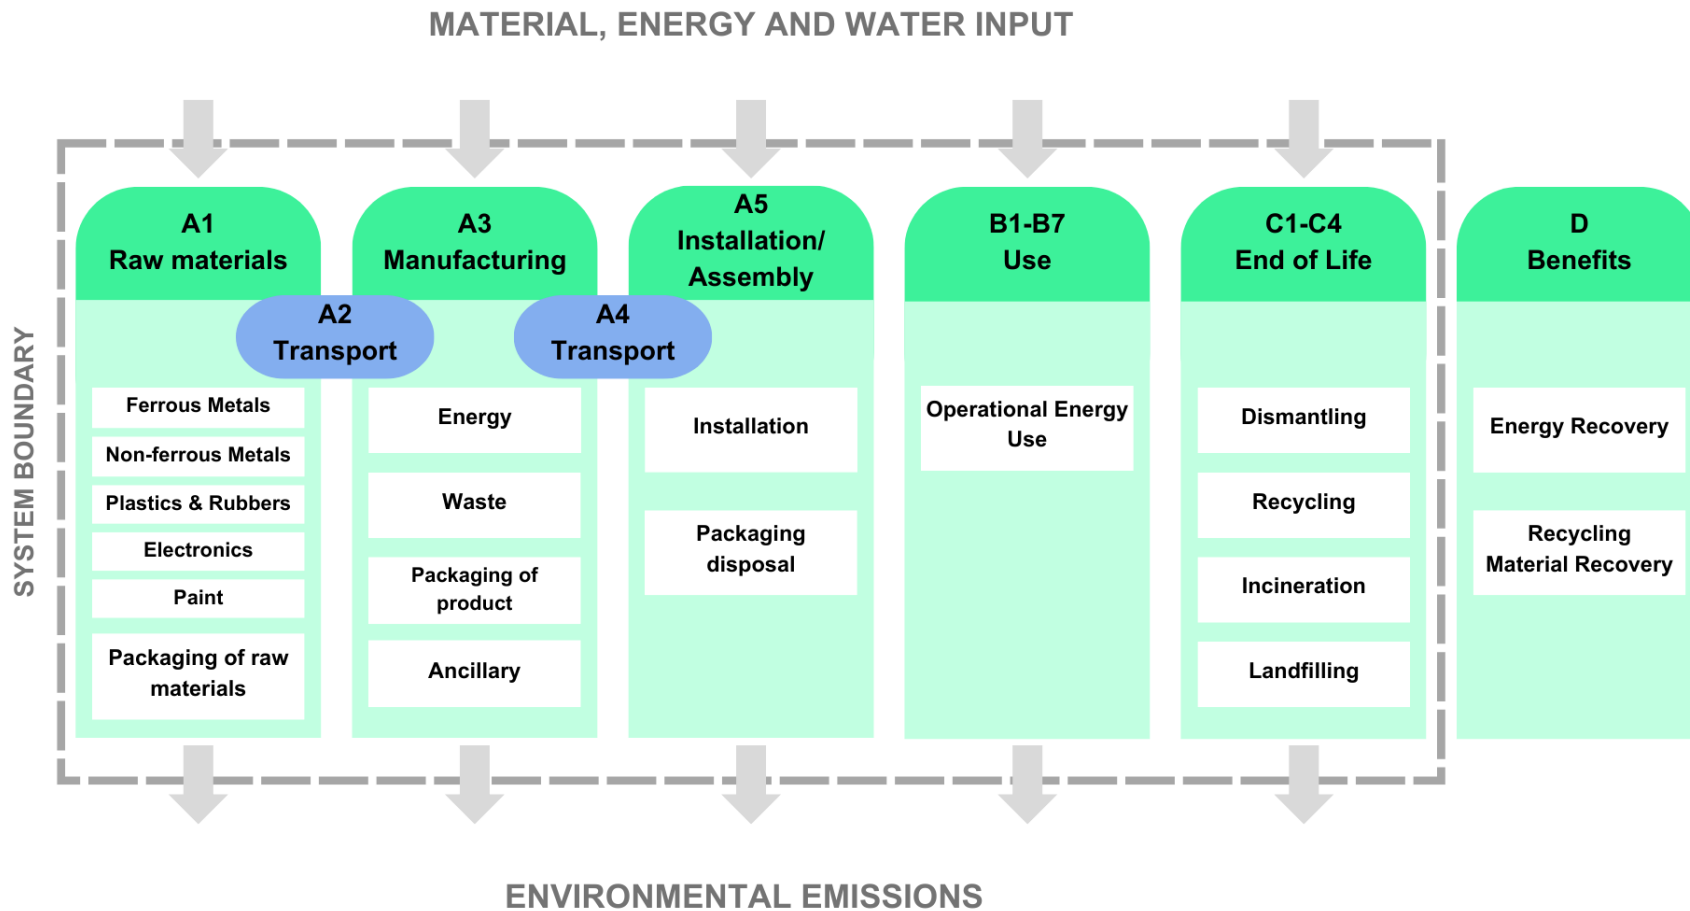 MATERIAL, ENERGY AND WATER INPUT
SYSTEM BOUNDARY
A1
Raw materials
A2
Transport
Ferrous Metals
Non-ferrous Metals
Plastics & Rubbers
Electronics
Paint
Packaging of raw
materials
A3
Manufacturing
A4
Transport
Energy
Waste
Packaging of
product
Ancillary
A5
Installation/
Assembly
Installation
Packaging
disposal
B1-B7
Use
Operational Energy
Use
C1-C4
End of Life
Dismantling
Recycling
Incineration
Landfilling
D
Benefits
Energy Recovery
Recycling
Material Recovery
ENVIRONMENTAL EMISSIONS